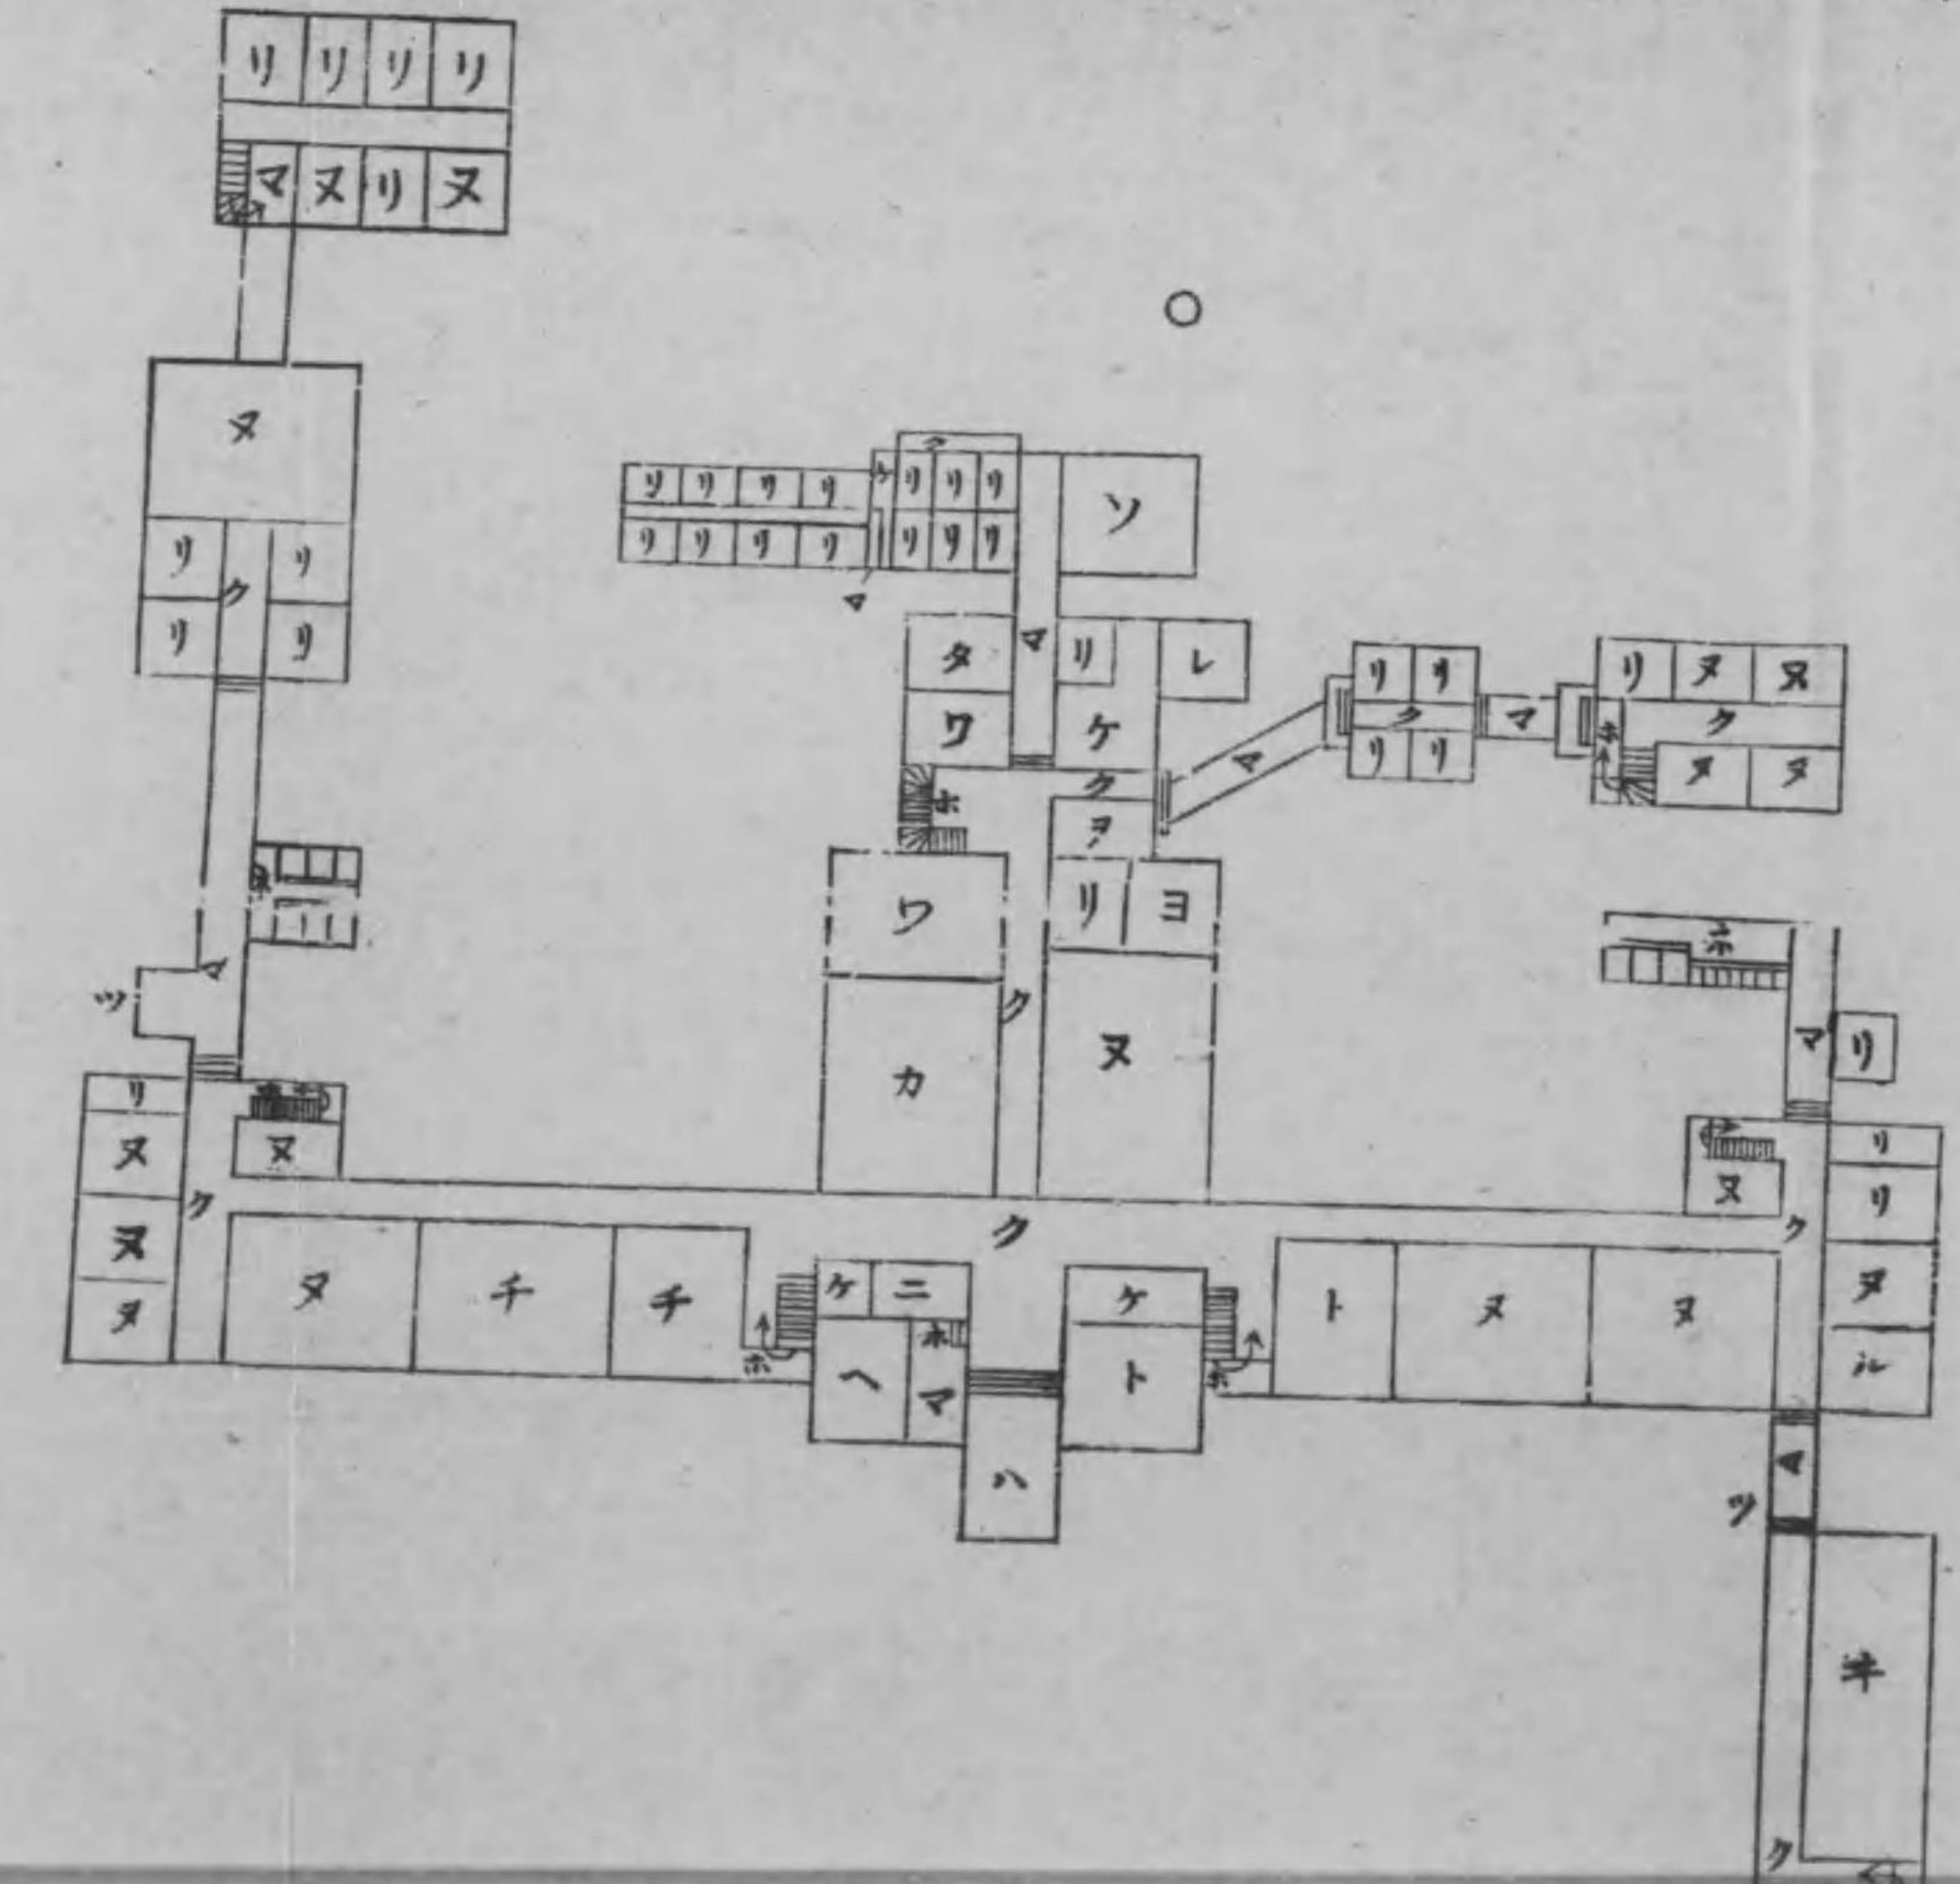 リ リ リ リ
マ ヌ リ ヌ
ヌ
リ リ
ク
リ リ
マ
リ リ リ リ リ リ リ
リ リ リ リ リ リ リ
ソ
マ
タ マ リ レ
ワ ケ
ク
ホ
リ リ
ク
リ リ
マ
マ
リ ヌ ヌ
ホ ク
ヌ ヌ
ワ リ ヨ
カ ク ヌ
マ
ツ
ホ
マ リ
リ
ヌ ヌ
ク
ヌ
リ
リ
ヌ
ク
ヌ
ル
ク
チ チ
ケ ニ
ホ
ヘ マ
ホ
ハ
ケ
ト
ホ
ト ヌ ヌ
マ
ツ
ヰ
ク